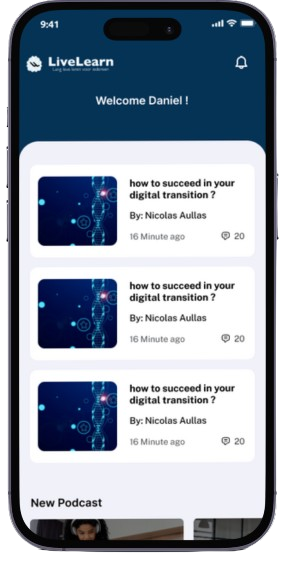 9:41
LiveLearn
Welcome Daniel !
how to succeed in your
digital transition ?
By: Nicolas Aullas
16 Minute ago
20
how to succeed in your
digital transition ?
By: Nicolas Aullas
16 Minute ago
20
how to succeed in your
digital transition ?
By: Nicolas Aullas
16 Minute ago
20
New Podcast